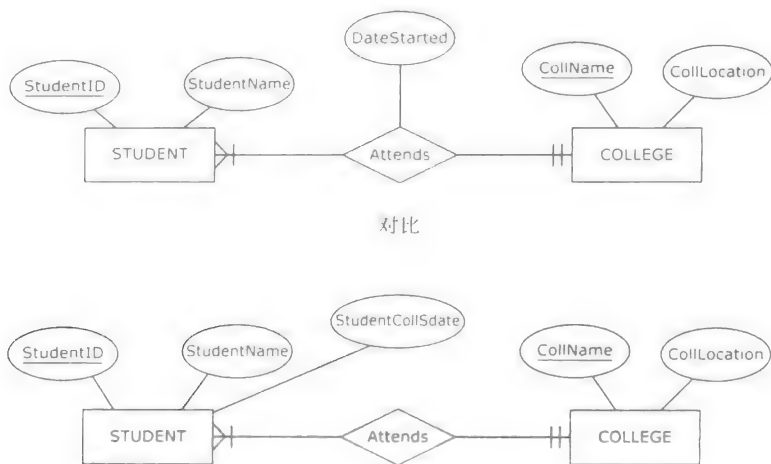 DateStarted
StudentID StudentName CollName CollLocation
STUDENT Attends COLLEGE
对比
StudentCollSdate
StudentID StudentName CollName CollLocation
STUDENT Attends COLLEGE